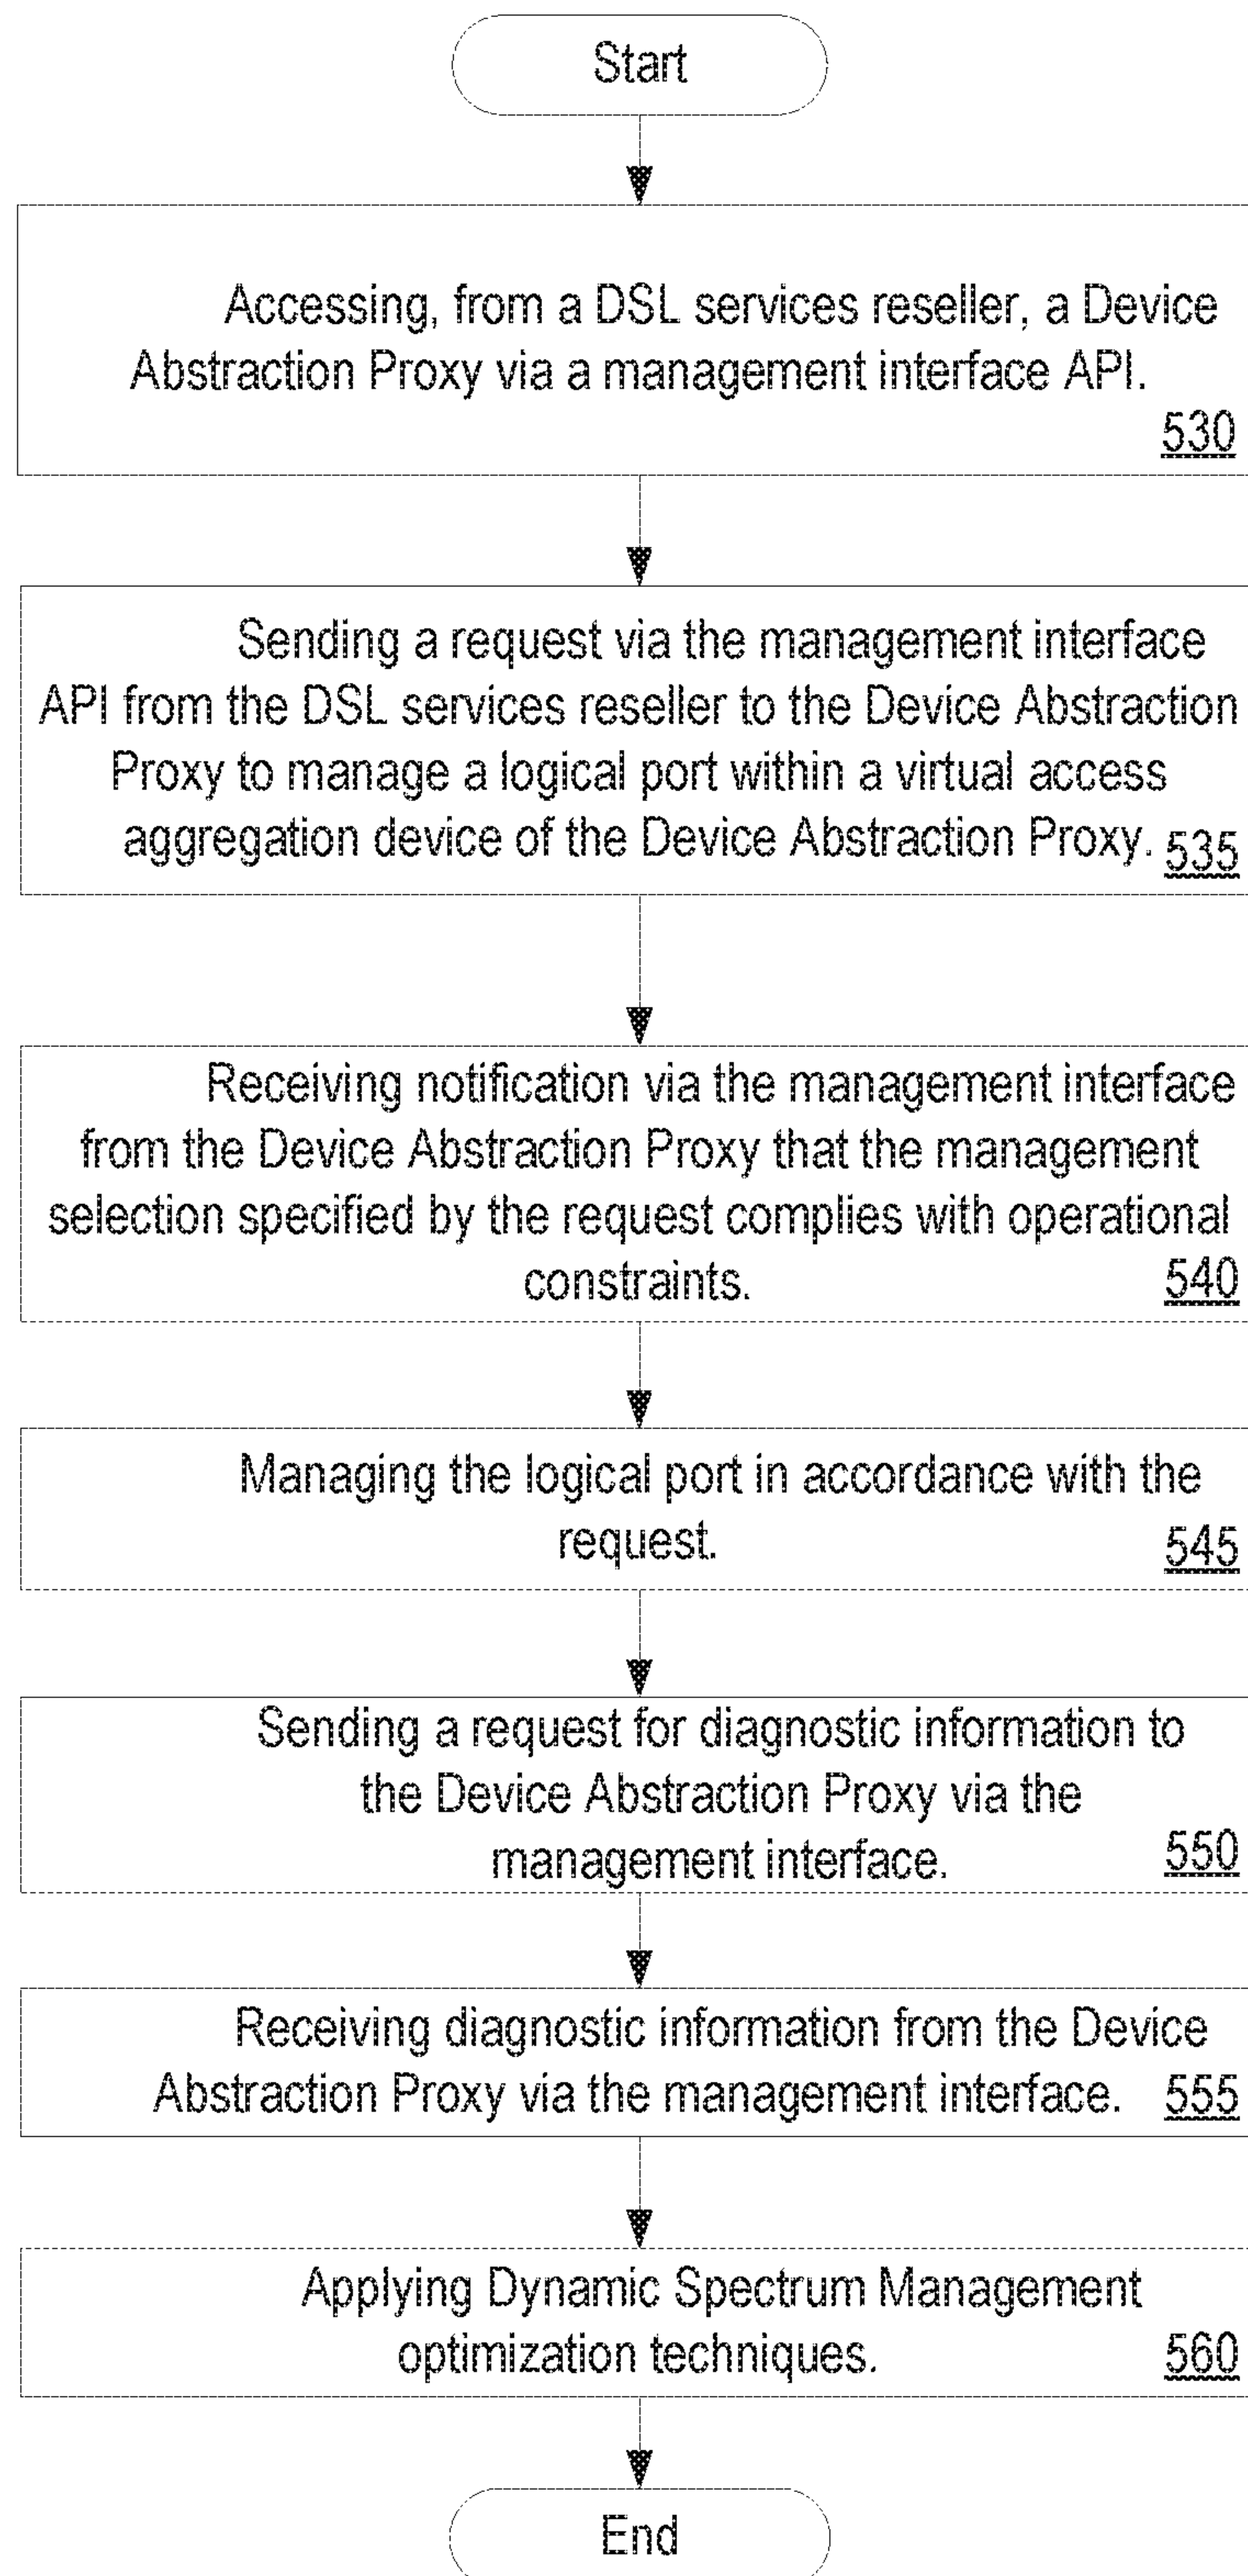 Start
Accessing, from a DSL services reseller, a Device
Abstraction Proxy via a management interface API.
530
Sending a request via the management interface
API from the DSL services reseller to the Device Abstraction
Proxy to manage a logical port within a virtual access
aggregation device of the Device Abstraction Proxy. 535
Receiving notification via the management interface
from the Device Abstraction Proxy that the management
selection specified by the request complies with operational
constraints. 540
Managing the logical port in accordance with the
request. 545
Sending a request for diagnostic information to
the Device Abstraction Proxy via the
management interface. 550
Receiving diagnostic information from the Device
Abstraction Proxy via the management interface. 555
Applying Dynamic Spectrum Management
optimization techniques. 560
End